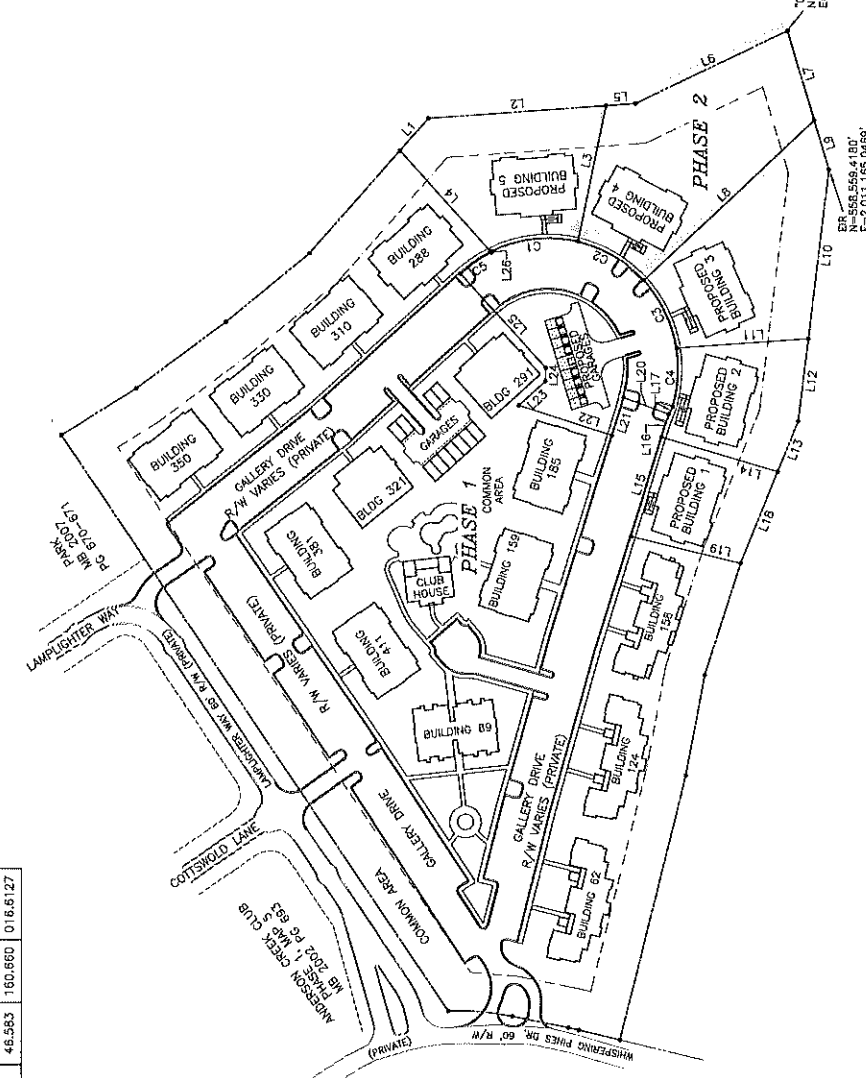 46.583 160.660 016.6127
PARK
MB 2007
PG 670-671
LAMPLIGHTER WAY
LAMPLIGHTER WAY 60' R/W (PRIVATE)
COTTSWOLD LANE
ANDERSON CREEK CLUB
PHASE 1, MAP 5
MB 2002 PG 693
(PRIVATE)
WHISPERING PINES DR. 60' R/W
COMMON AREA
GALLERY DRIVE
R/W VARIES (PRIVATE)
GALLERY DRIVE
R/W VARIES (PRIVATE)
GALLERY DRIVE
R/W VARIES (PRIVATE)
BUILDING
350
BUILDING
330
BUILDING
310
BUILDING
288
BUILDING
381
BLDG 321
GARAGES
BLDG 291
BUILDING
411
CLUB
HOUSE
PHASE 1
COMMON
AREA
BUILDING 89
BUILDING 159
BUILDING
185
PROPOSED
GARAGES
BUILDING 62
BUILDING
124
BUILDING
158
PROPOSED
BUILDING 1
PROPOSED
BUILDING 2
PROPOSED
BUILDING 3
PROPOSED
BUILDING 4
PROPOSED
BUILDING 5
PHASE 2
L1
L2
L3
L4
L5
L6
L7
L8
L9
L10
L11
L12
L13
L14
L15
L16
L17
L18
L19
L20
L21
L22
L23
L24
L25
L26
C1
C2
C3
C4
C5
EIR
N=558,559.4180'